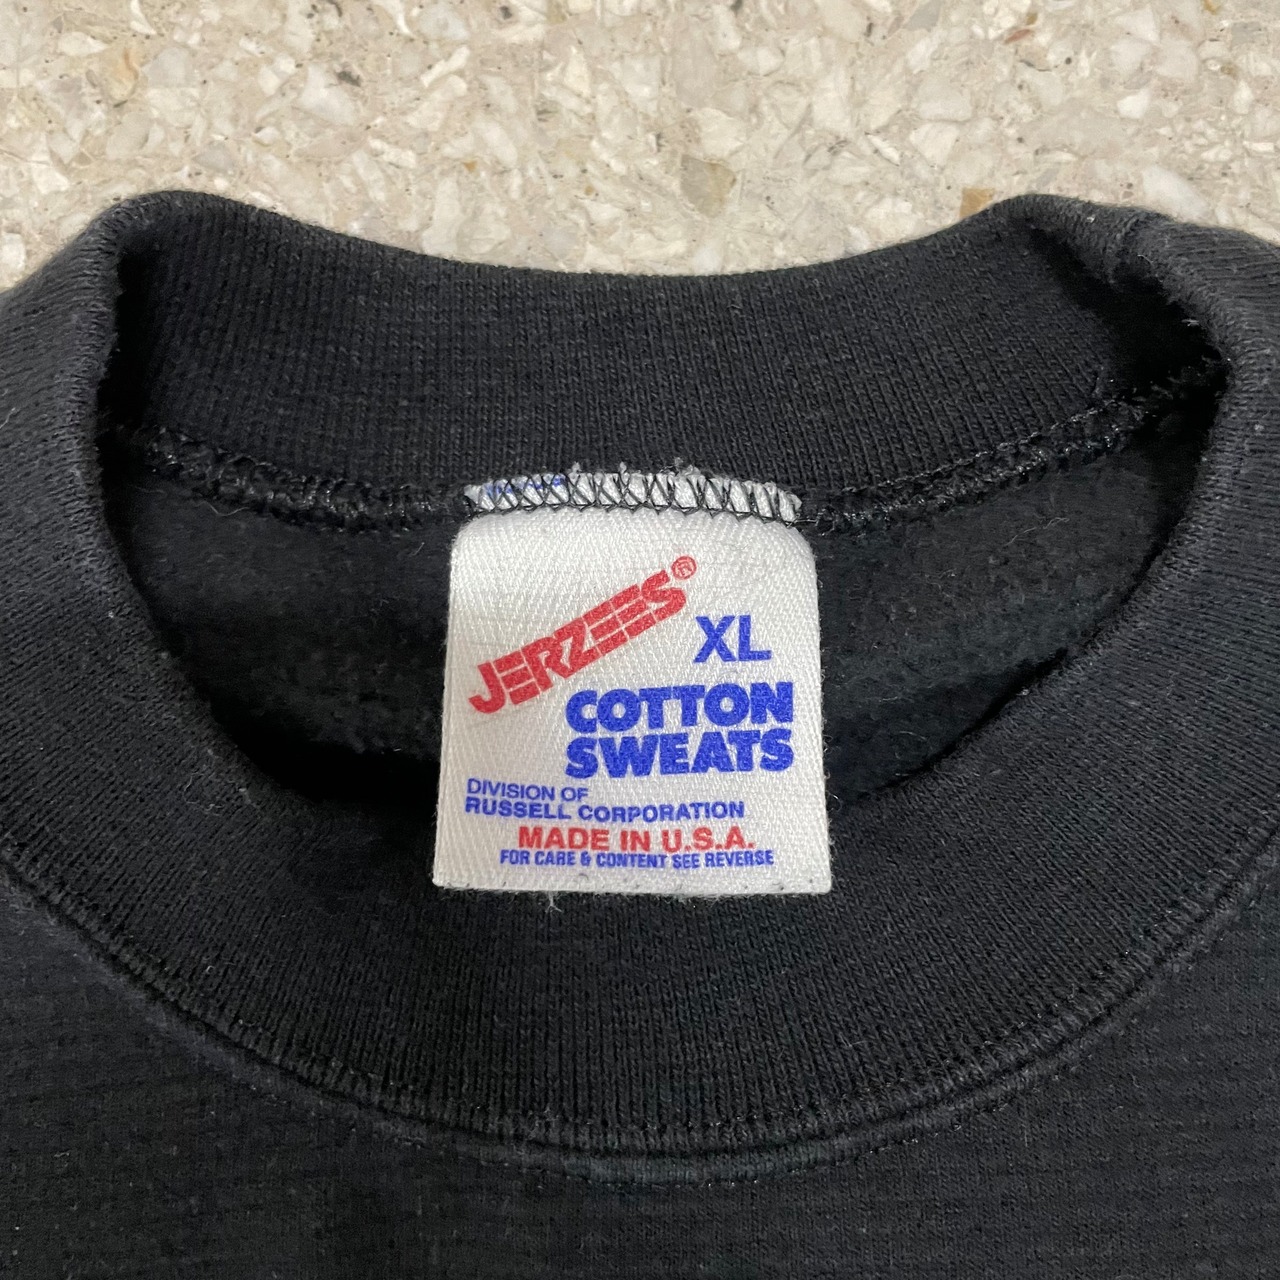 JERZEES®
XL
COTTON
SWEATS
DIVISION OF
RUSSELL CORPORATION
MADE IN U.S.A.
FOR CARE & CONTENT SEE REVERSE